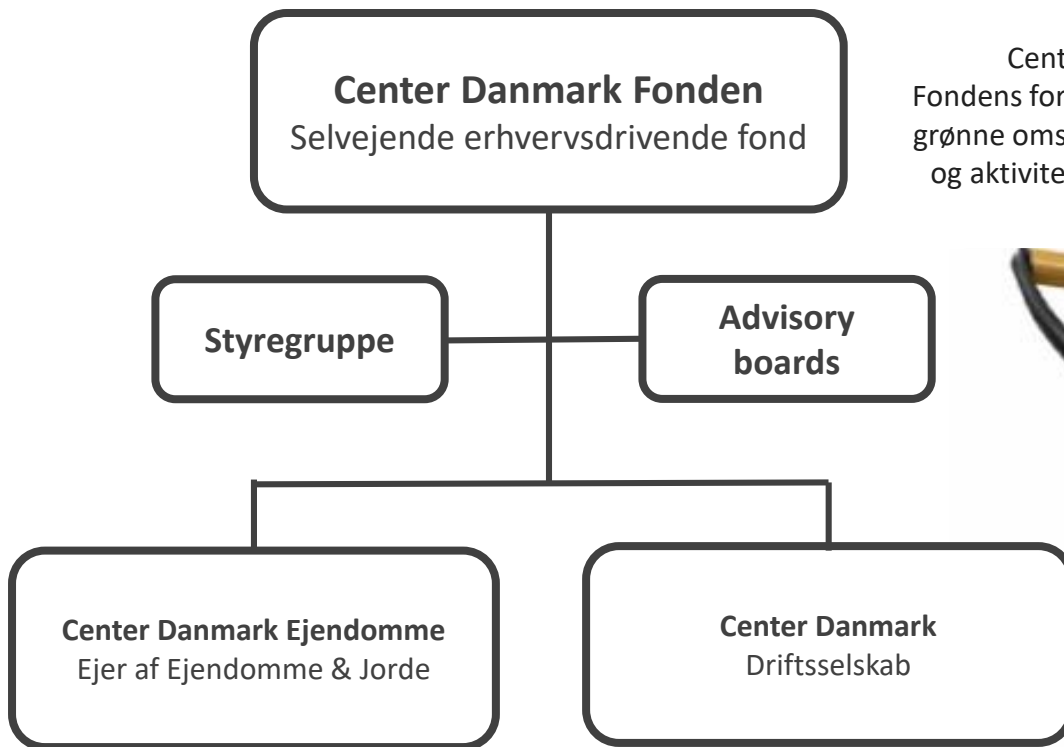 Center Danmark Fonden
Selvejende erhvervsdrivende fond
Fondens
grønne
og
Styregruppe
Advisory
boards
Center Danmark Ejendomme
Ejer af Ejendomme & Jorde
Center Danmark
Driftsselskab